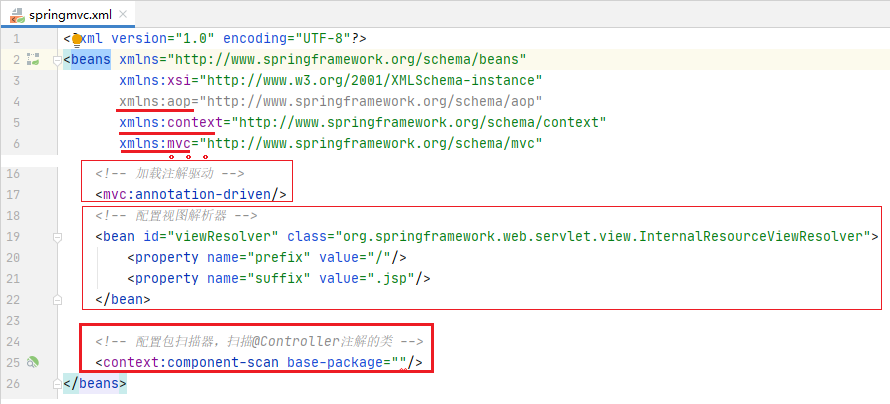 springmvc.xml
1 <?xml version="1.0" encoding="UTF-8"?>
2 <beans xmlns="http://www.springframework.org/schema/beans"
3 xmlns:xsi="http://www.w3.org/2001/XMLSchema-instance"
4 xmlns:aop="http://www.springframework.org/schema/aop"
5 xmlns:context="http://www.springframework.org/schema/context"
6 xmlns:mvc="http://www.springframework.org/schema/mvc"
16 <!-- 加载注解驱动 -->
17 <mvc:annotation-driven/>
18 <!-- 配置视图解析器 -->
19 <bean id="viewResolver" class="org.springframework.web.servlet.view.InternalResourceViewResolver">
20 <property name="prefix" value="/"/>
21 <property name="suffix" value=".jsp"/>
22 </bean>
23
24 <!-- 配置包扫描器，扫描@Controller注解的类 -->
25 <context:component-scan base-package=""/>
26 </beans>